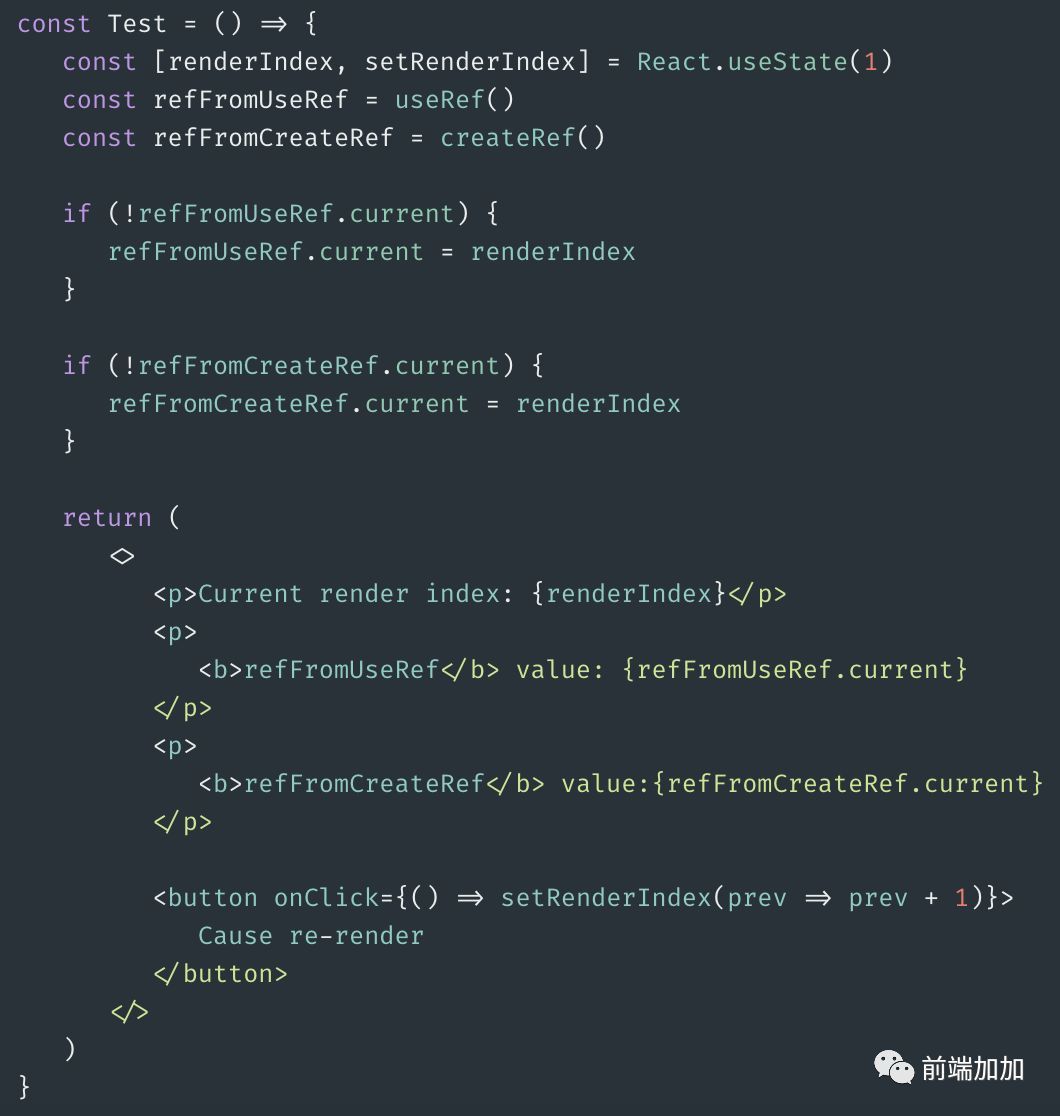 const Test = () => {
   const [renderIndex, setRenderIndex] = React.useState(1)
   const refFromUseRef = useRef()
   const refFromCreateRef = createRef()

   if (!refFromUseRef.current) {
      refFromUseRef.current = renderIndex
   }

   if (!refFromCreateRef.current) {
      refFromCreateRef.current = renderIndex
   }

   return (
      <>
         <p>Current render index: {renderIndex}</p>
         <p>
            <b>refFromUseRef</b> value: {refFromUseRef.current}
         </p>
         <p>
            <b>refFromCreateRef</b> value:{refFromCreateRef.current}
         </p>

         <button onClick={() => setRenderIndex(prev => prev + 1)}>
            Cause re-render
         </button>
      </>
   )
}
前端加加